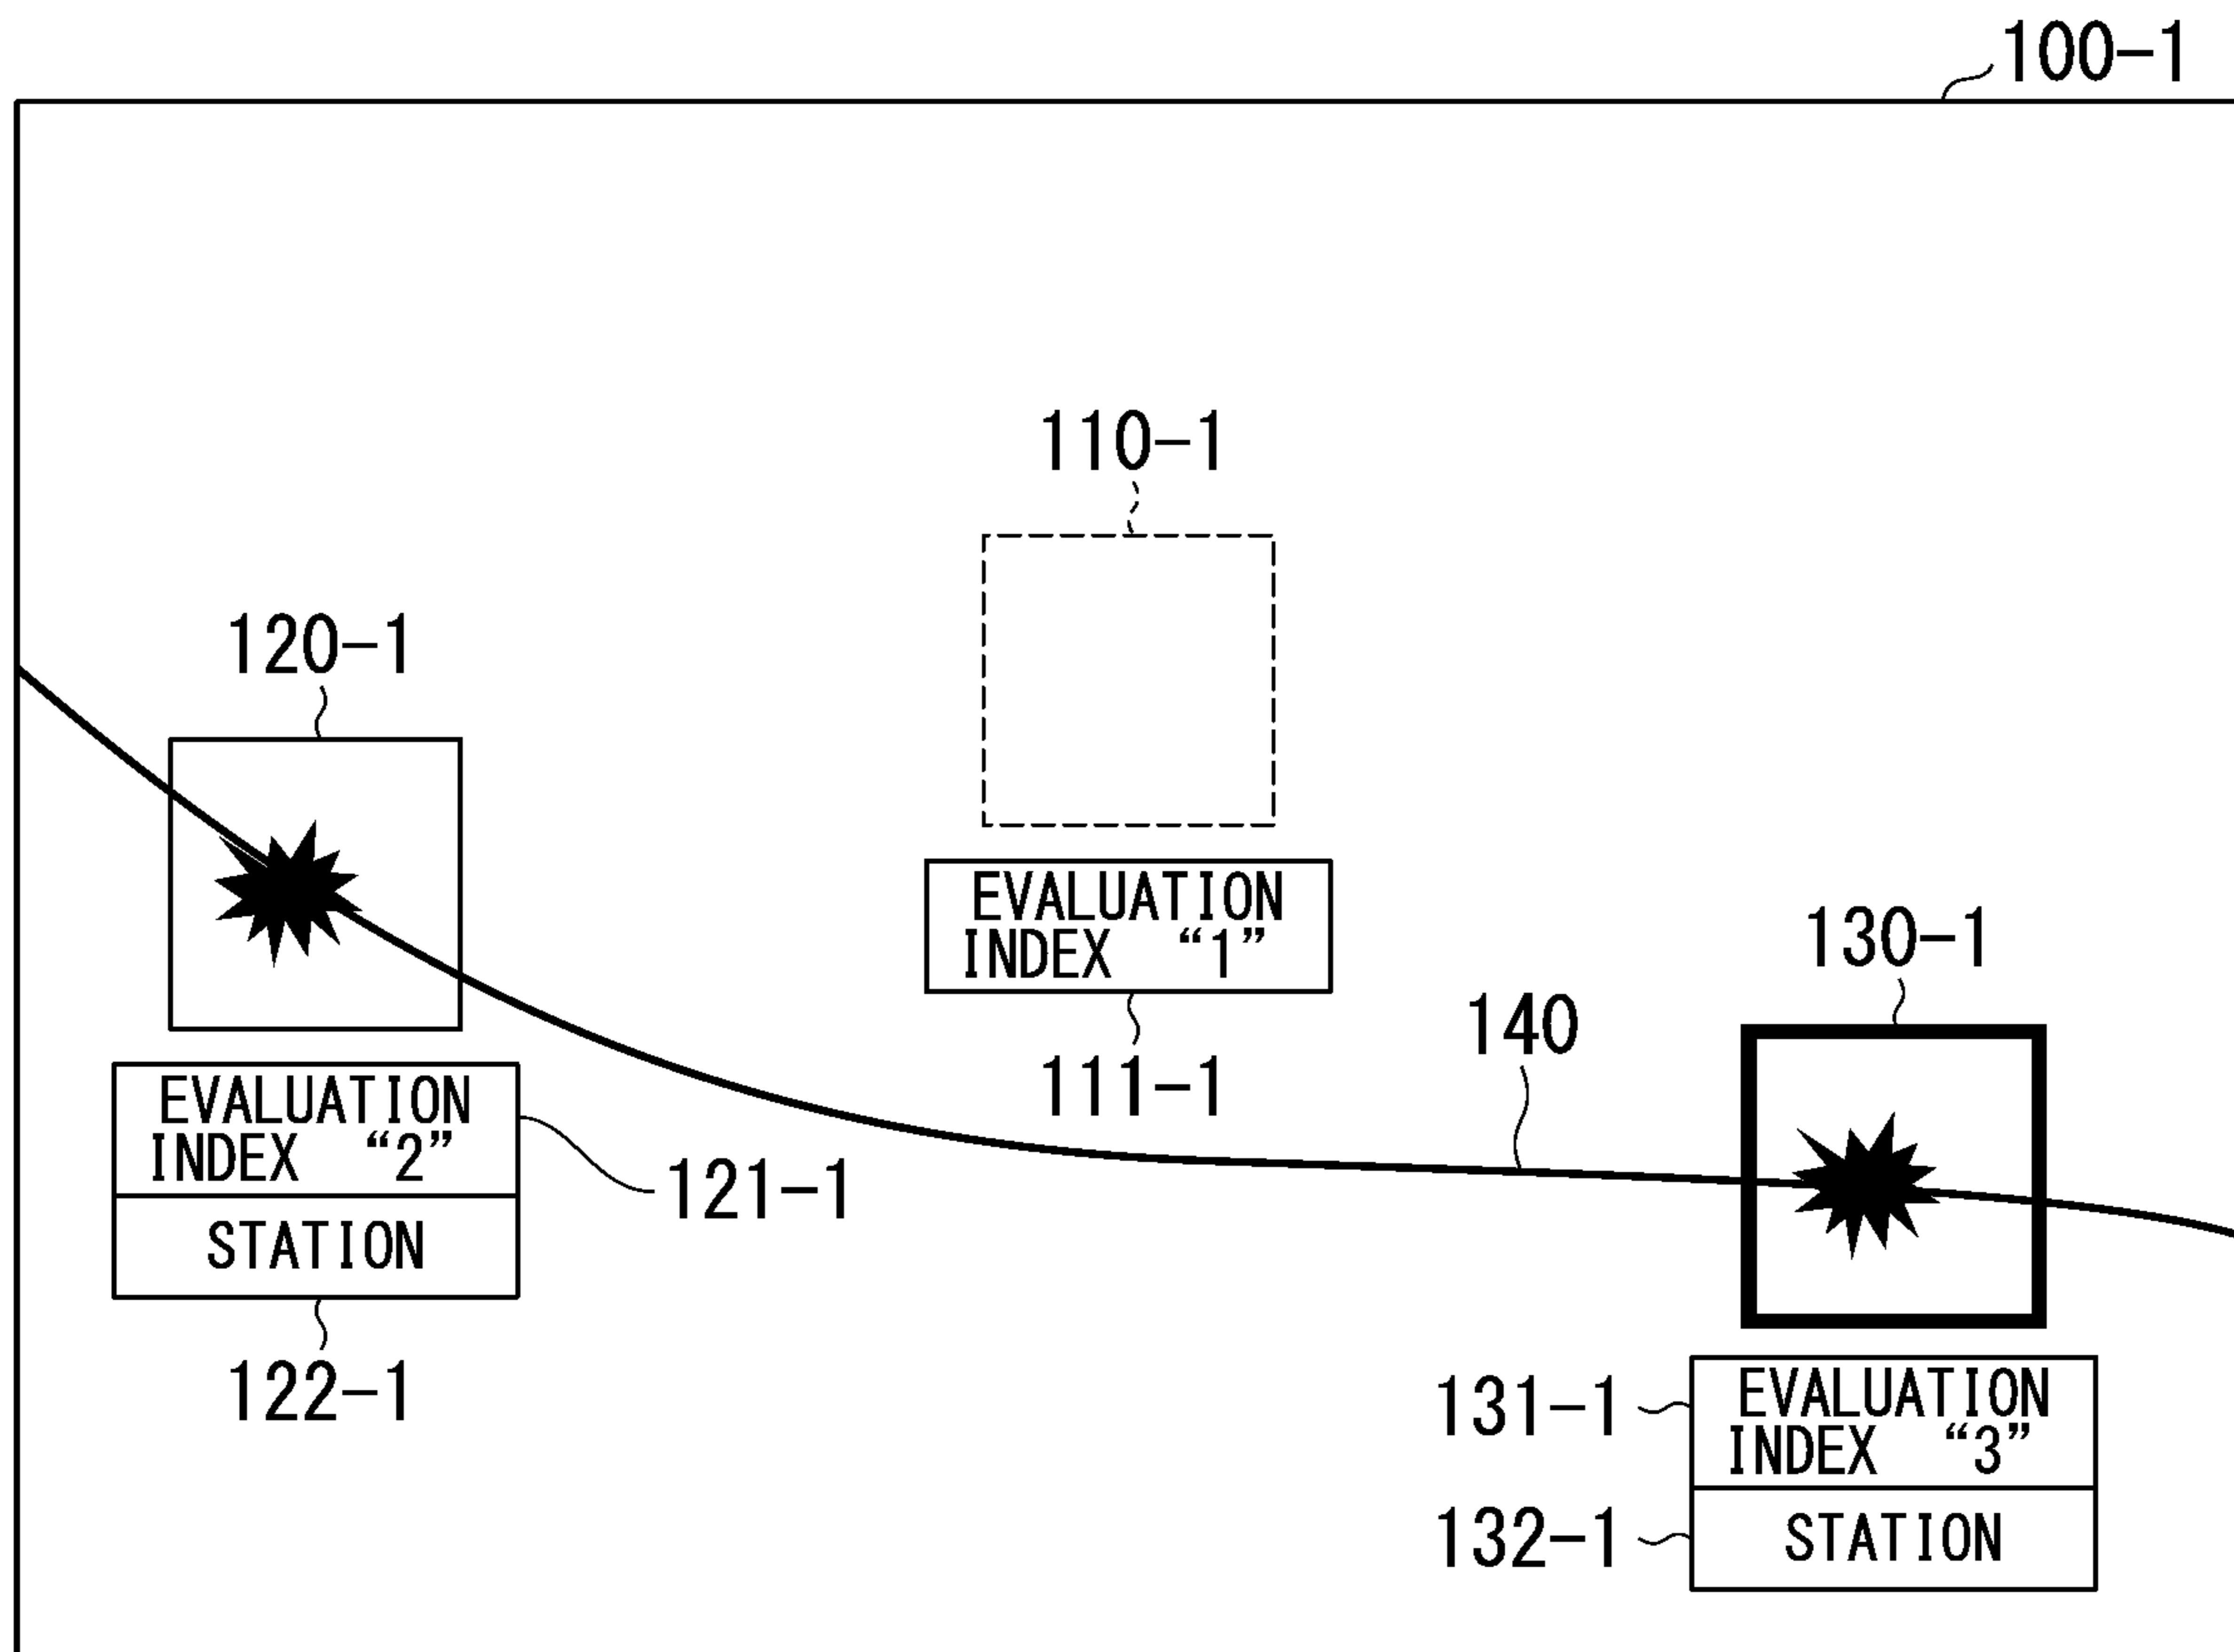 100-1
110-1
120-1
EVALUATION
INDEX “1”
130-1
140
111-1
EVALUATION
INDEX “2”
121-1
STATION
122-1
131-1
EVALUATION
INDEX “3”
132-1
STATION